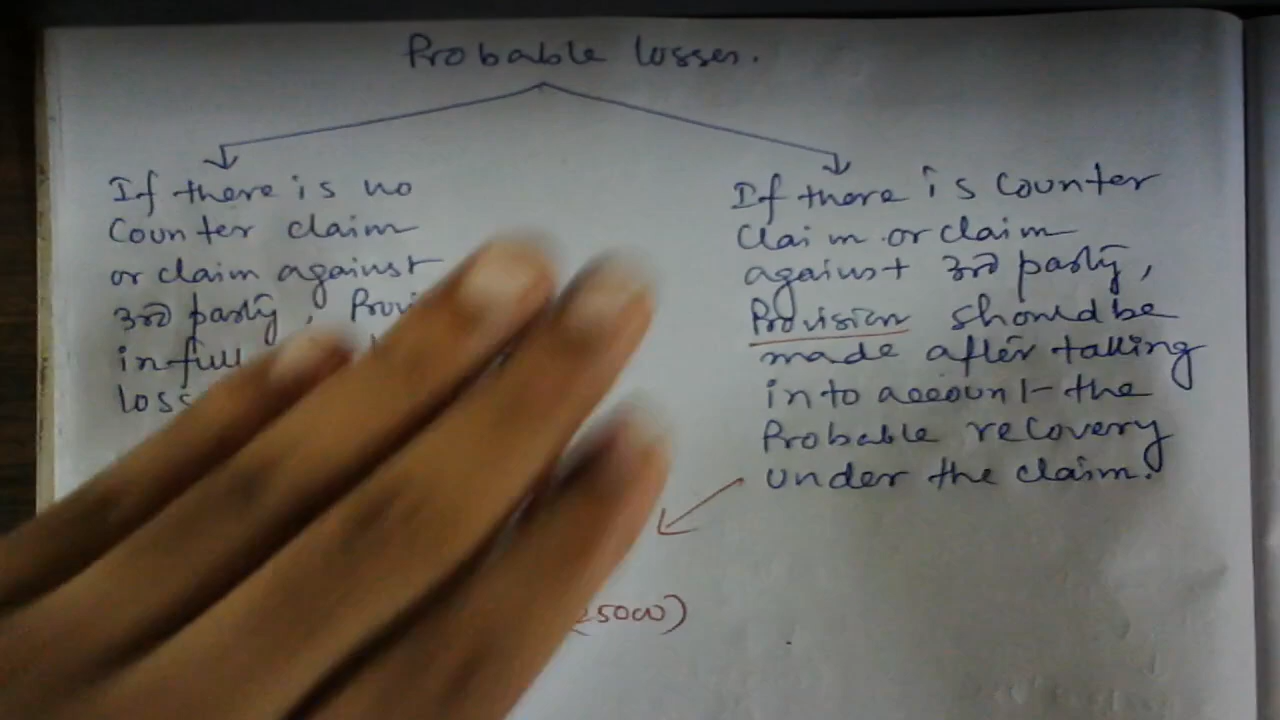 Probable losses.
If there is no
Counter claim
or claim against
3rd party,
in full
If there is Counter
Claim or claim
against 3rd party,
Provision should be
made after taking
into account the
Probable recovery
Under the claim.
25000)